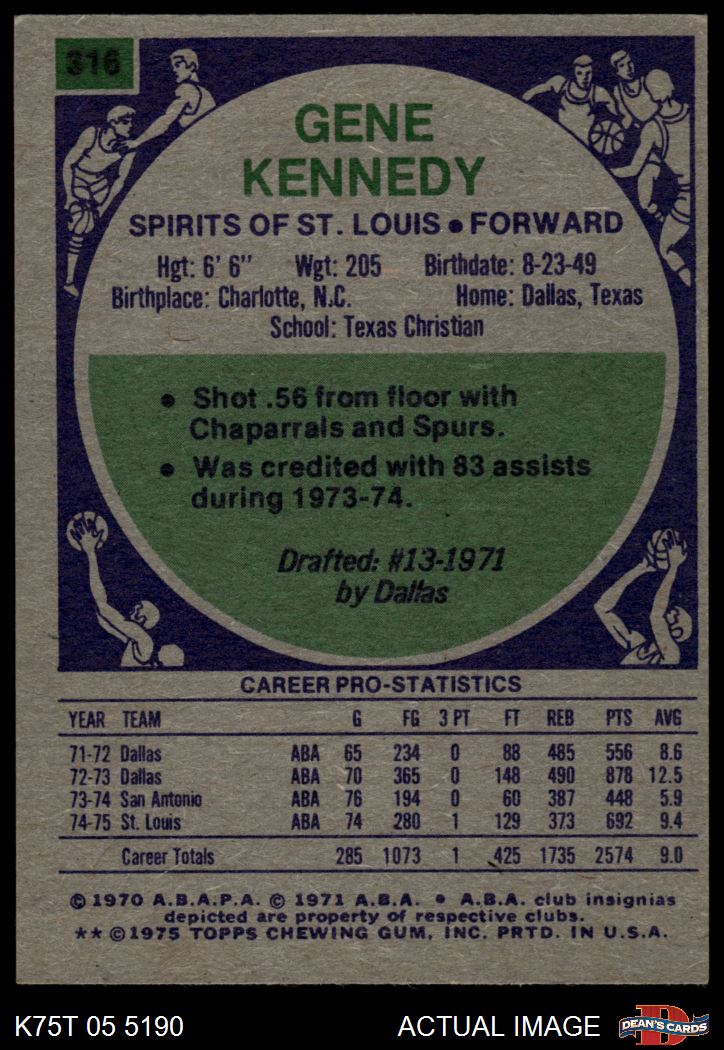 316
GENE
KENNEDY
SPIRITS OF ST. LOUIS • FORWARD
Hgt: 6' 6" Wgt: 205 Birthdate: 8-23-49
Birthplace: Charlotte, N.C. Home: Dallas, Texas
School: Texas Christian
• Shot .56 from floor with
Chaparrals and Spurs.
• Was credited with 83 assists
during 1973-74.
Drafted: #13-1971
by Dallas
CAREER PRO-STATISTICS
YEAR TEAM G FG 3 PT FT REB PTS AVG
71-72 Dallas ABA 65 234 0 88 485 556 8.6
72-73 Dallas ABA 70 365 0 148 490 878 12.5
73-74 San Antonio ABA 76 194 0 60 387 448 5.9
74-75 St. Louis ABA 74 280 1 129 373 692 9.4
Career Totals 285 1073 1 425 1735 2574 9.0
© 1970 A.B.A.P.A. © 1971 A.B.A. • A.B.A. club insignias
depicted are property of respective clubs.
** © 1975 TOPPS CHEWING GUM, INC. PRTD. IN U.S.A.
K75T 05 5190 ACTUAL IMAGE D DEAN'S CARDS